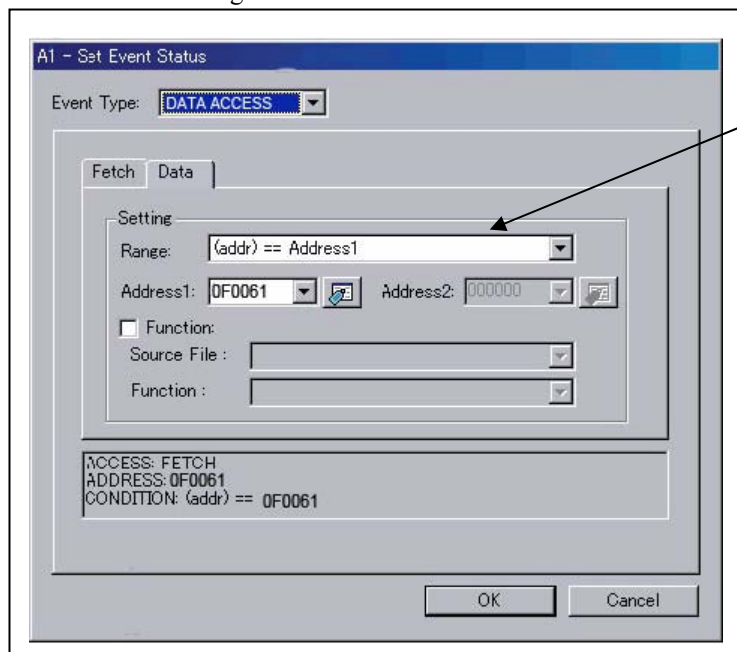 A1 - Set Event Status
Event Type: DATA ACCESS
Fetch Data
Setting
Range: (addr) == Address1
Address1: 0F0061 Address2: 000000
Function:
Source File :
Function :
ACCESS: FETCH
ADDRESS: 0F0061
CONDITION: (addr) == 0F0061
OK Cancel